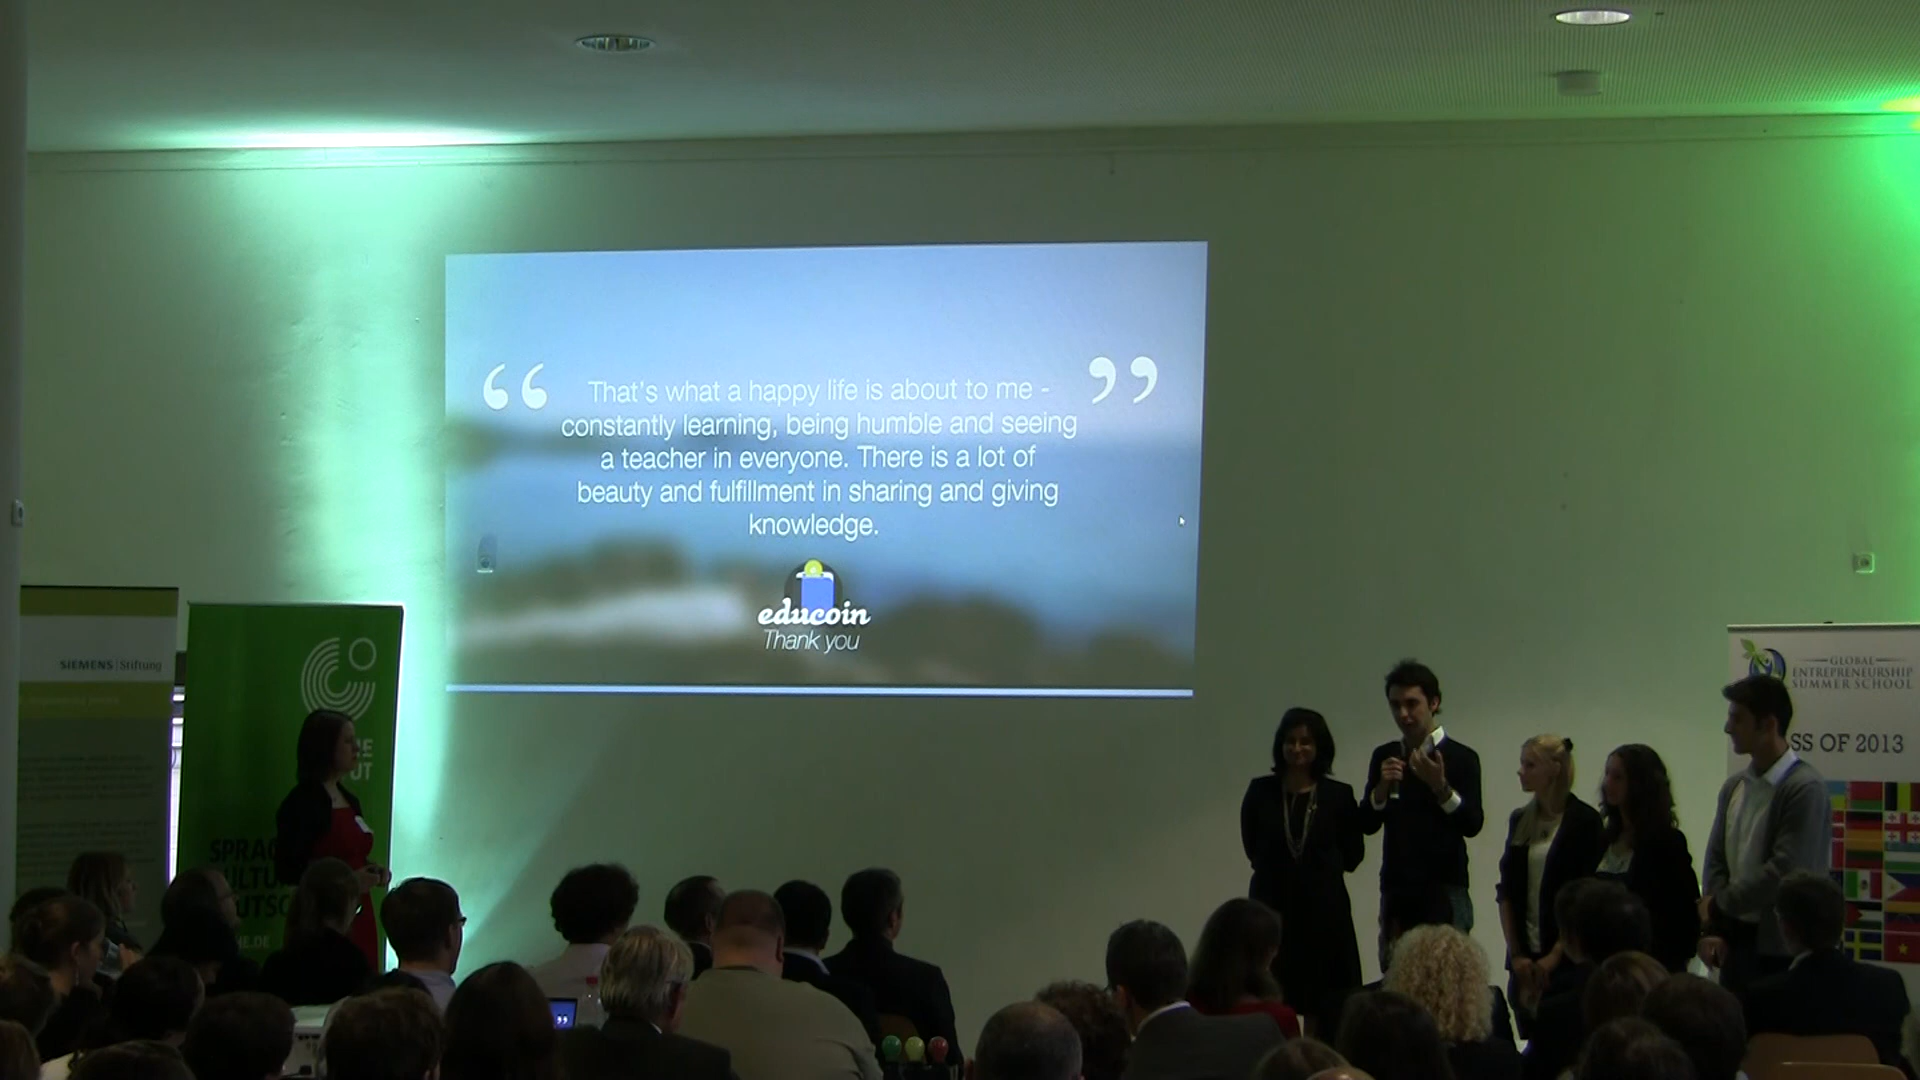 “ ”
That's what a happy life is about to me -
constantly learning, being humble and seeing
a teacher in everyone. There is a lot of
beauty and fulfillment in sharing and giving
knowledge.
educoin
Thank you
SIEMENS | Stiftung
GLOBAL
ENTREPRENEURSHIP
SUMMER SCHOOL
SS OF 2013